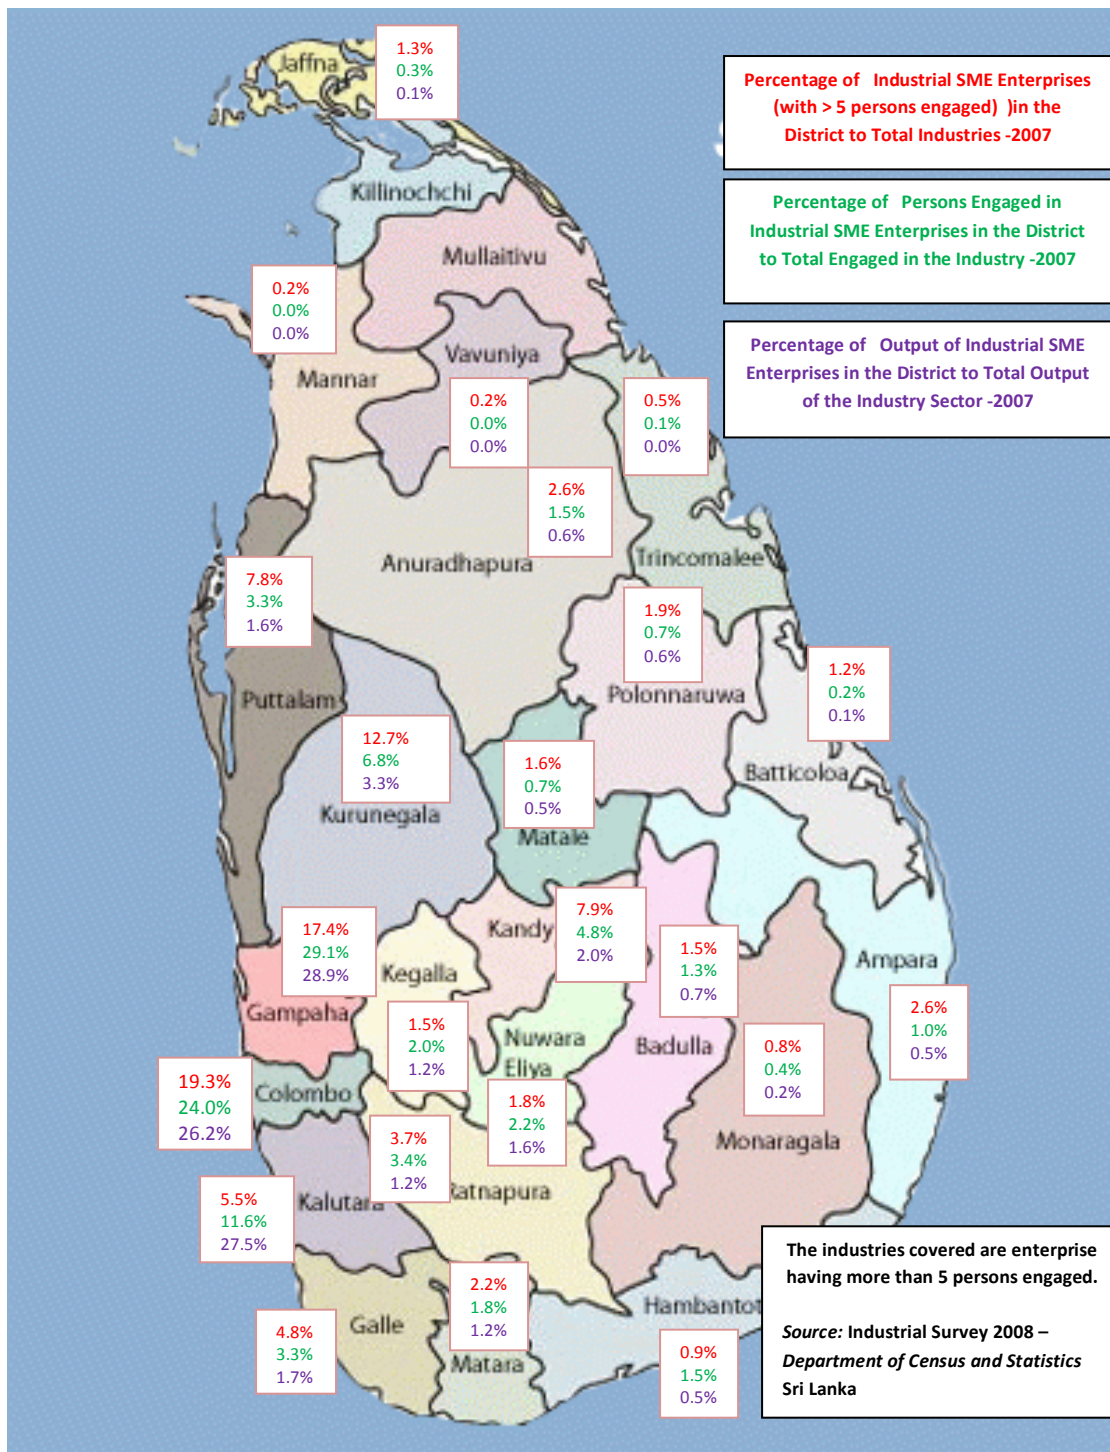 Jaffna
1.3%
0.3%
0.1%
Percentage of Industrial SME Enterprises
(with > 5 persons engaged) )in the
District to Total Industries -2007
Killinochchi
Percentage of Persons Engaged in
Industrial SME Enterprises in the District
to Total Engaged in the Industry -2007
Mullaitivu
0.2%
0.0%
0.0%
Mannar
Vavuniya
Percentage of Output of Industrial SME
Enterprises in the District to Total Output
of the Industry Sector -2007
0.2%
0.0%
0.0%
0.5%
0.1%
0.0%
2.6%
1.5%
0.6%
Anuradhapura
Trincomalee
7.8%
3.3%
1.6%
Puttalam
1.9%
0.7%
0.6%
Polonnaruwa
1.2%
0.2%
0.1%
Batticoloa
12.7%
6.8%
3.3%
Kurunegala
1.6%
0.7%
0.5%
Matale
17.4%
29.1%
28.9%
Gampaha
Kegalla
1.5%
2.0%
1.2%
Kandy
7.9%
4.8%
2.0%
1.5%
1.3%
0.7%
Badulla
Ampara
2.6%
1.0%
0.5%
Nuwara
Eliya
1.8%
2.2%
1.6%
0.8%
0.4%
0.2%
Monaragala
19.3%
24.0%
26.2%
Colombo
3.7%
3.4%
1.2%
Ratnapura
5.5%
11.6%
27.5%
Kalutara
Galle
4.8%
3.3%
1.7%
2.2%
1.8%
1.2%
Matara
Hambantot
0.9%
1.5%
0.5%
The industries covered are enterprise
having more than 5 persons engaged.
Source: Industrial Survey 2008 –
Department of Census and Statistics
Sri Lanka